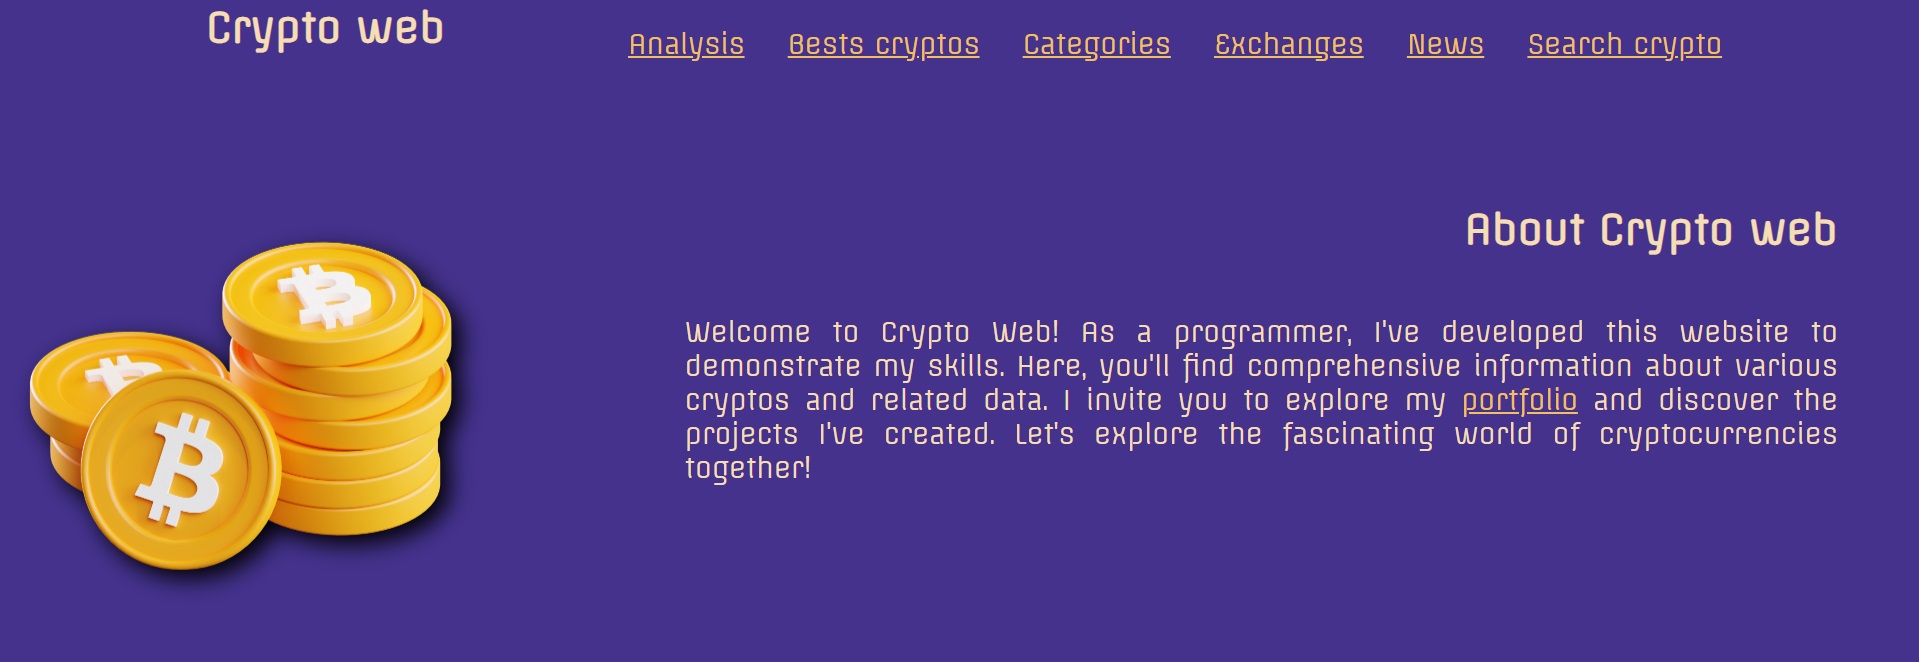 Crypto web
Analysis Bests cryptos Categories Exchanges News Search crypto
About Crypto web
Welcome to Crypto Web! As a programmer, I've developed this website to
demonstrate my skills. Here, you'll find comprehensive information about various
cryptos and related data. I invite you to explore my portfolio and discover the
projects I've created. Let's explore the fascinating world of cryptocurrencies
together!